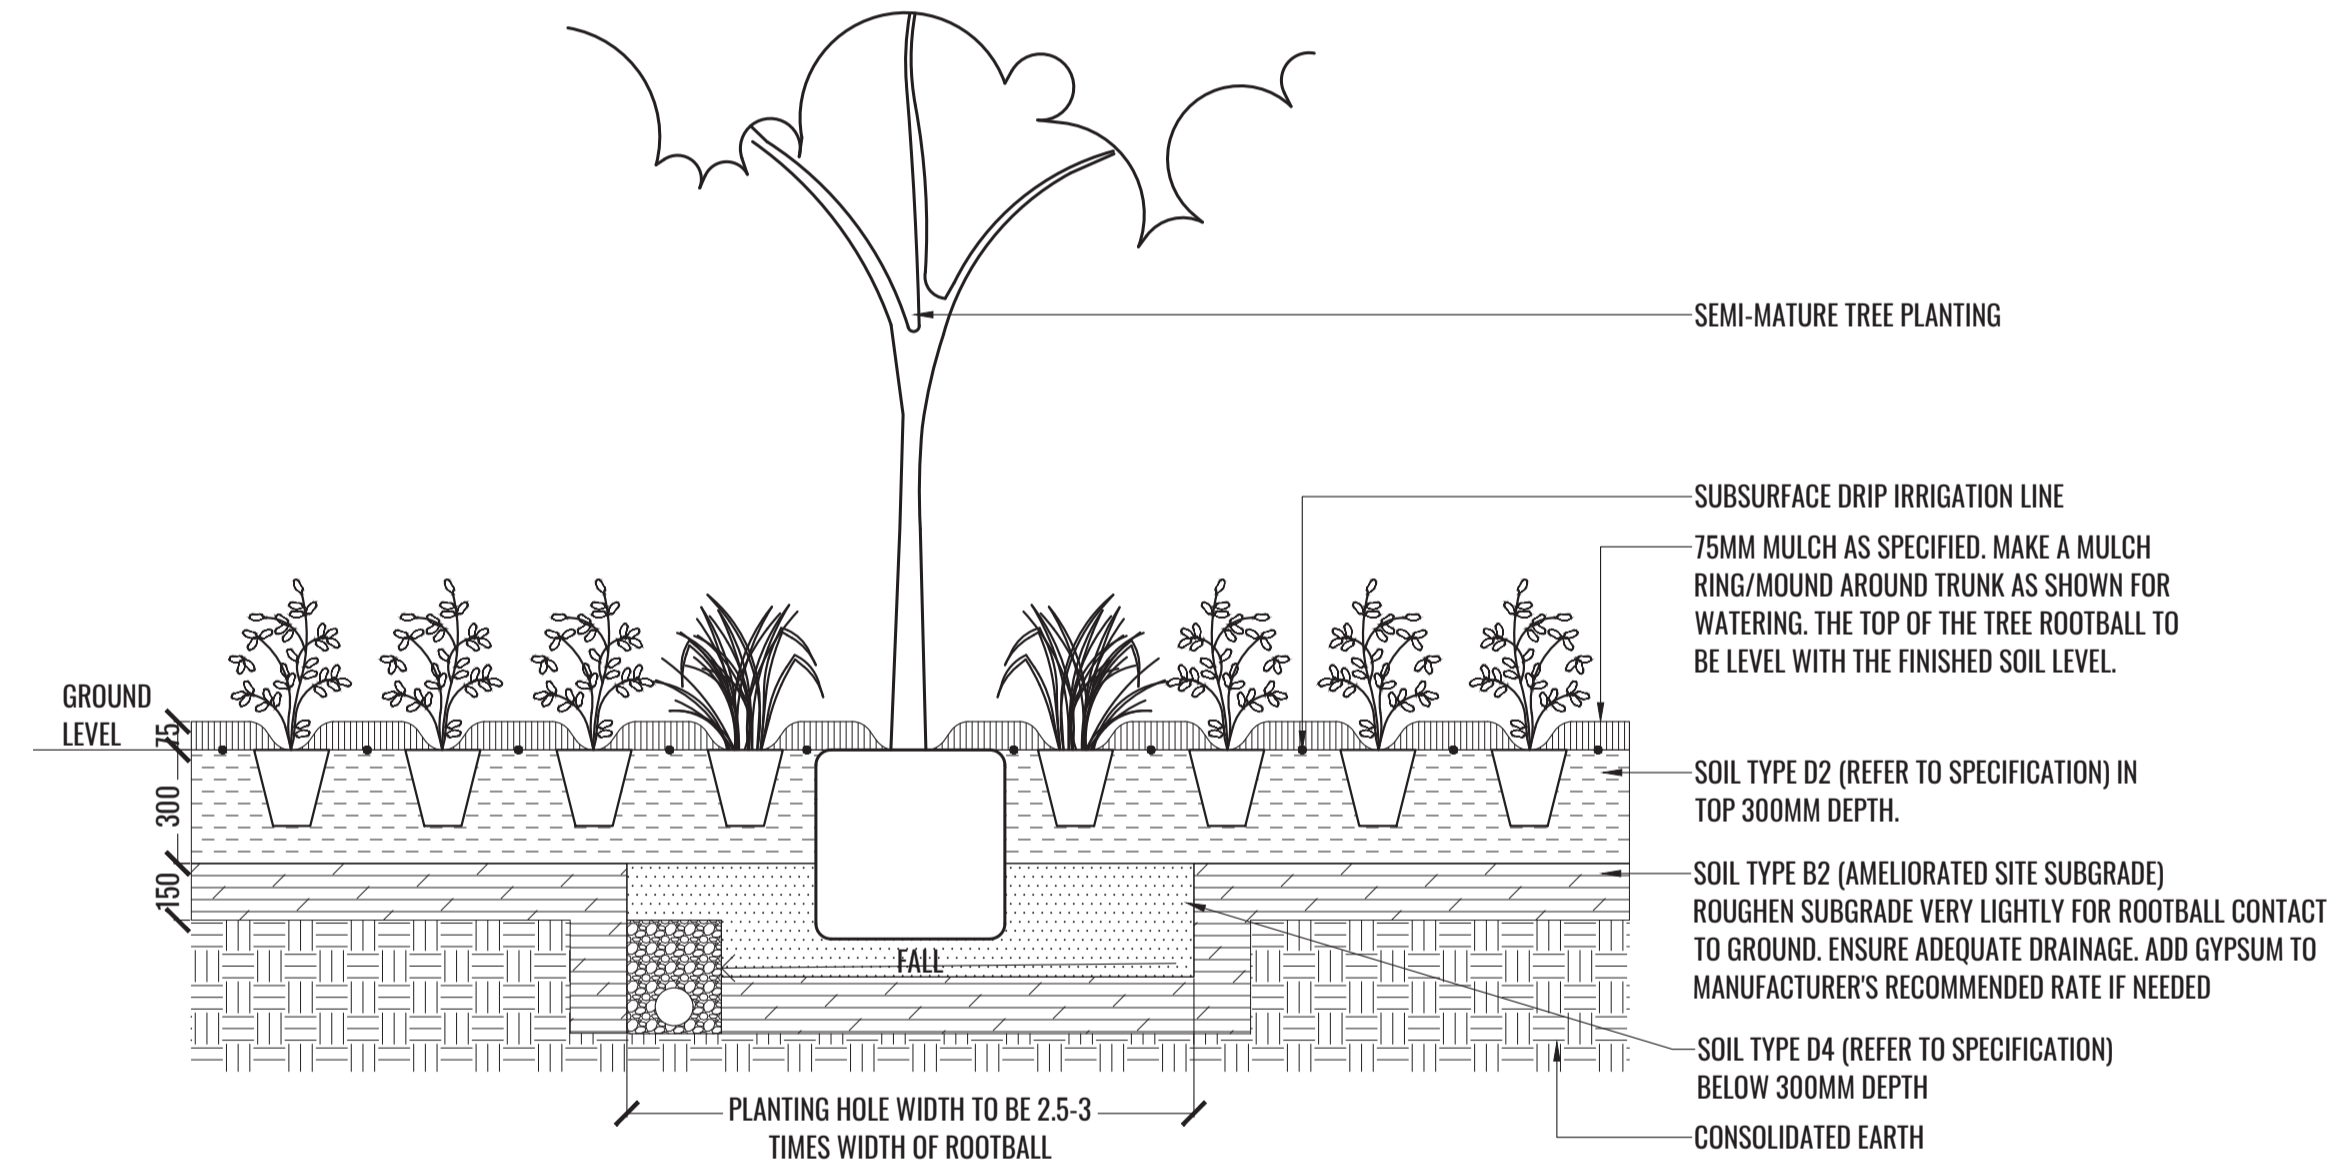 SEMI-MATURE TREE PLANTING
SUBSURFACE DRIP IRRIGATION LINE
75MM MULCH AS SPECIFIED. MAKE A MULCH
RING/MOUND AROUND TRUNK AS SHOWN FOR
WATERING. THE TOP OF THE TREE ROOTBALL TO
BE LEVEL WITH THE FINISHED SOIL LEVEL.
GROUND
LEVEL
75
300
150
SOIL TYPE D2 (REFER TO SPECIFICATION) IN
TOP 300MM DEPTH.
SOIL TYPE B2 (AMELIORATED SITE SUBGRADE)
ROUGHEN SUBGRADE VERY LIGHTLY FOR ROOTBALL CONTACT
TO GROUND. ENSURE ADEQUATE DRAINAGE. ADD GYPSUM TO
MANUFACTURER'S RECOMMENDED RATE IF NEEDED
FALL
SOIL TYPE D4 (REFER TO SPECIFICATION)
BELOW 300MM DEPTH
PLANTING HOLE WIDTH TO BE 2.5-3
TIMES WIDTH OF ROOTBALL
CONSOLIDATED EARTH